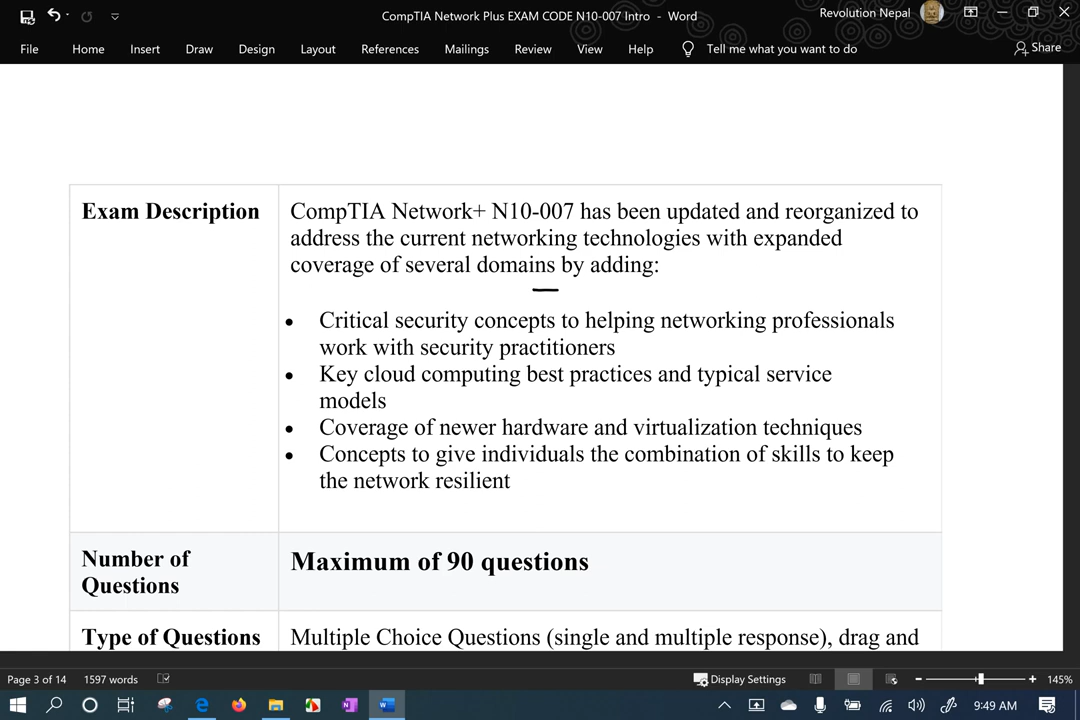 CompTIA Network Plus EXAM CODE N10-007 Intro - Word
Revolution Nepal
File Home Insert Draw Design Layout References Mailings Review View Help Tell me what you want to do Share
Exam Description
CompTIA Network+ N10-007 has been updated and reorganized to
address the current networking technologies with expanded
coverage of several domains by adding:
• Critical security concepts to helping networking professionals
work with security practitioners
• Key cloud computing best practices and typical service
models
• Coverage of newer hardware and virtualization techniques
• Concepts to give individuals the combination of skills to keep
the network resilient
Number of
Questions
Maximum of 90 questions
Type of Questions
Multiple Choice Questions (single and multiple response), drag and
Page 3 of 14 1597 words Display Settings 145%
9:49 AM